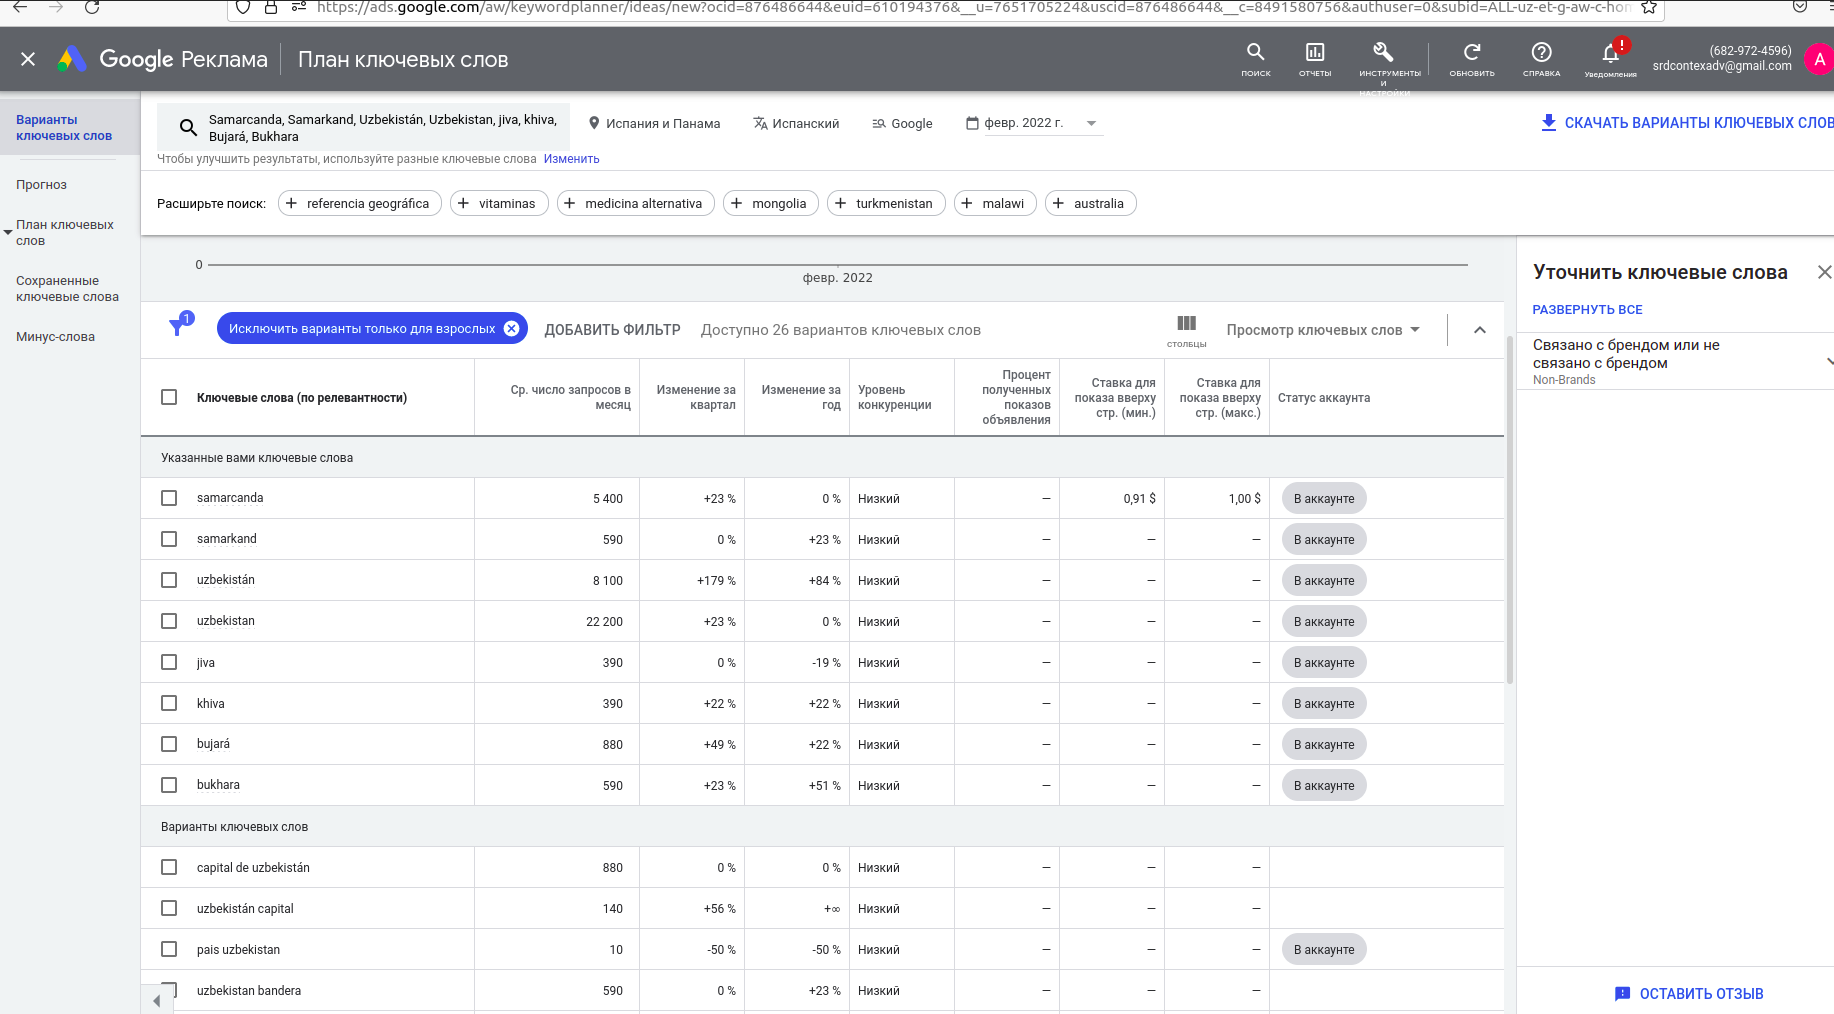 https://ads.google.com/aw/keywordplanner/ideas/new?ocid=876486644&euid=610194376&__u=7651705224&uscid=876486644&__c=8491580756&authuser=0&subid=ALL-uz-et-g-aw-c-hom
Google Реклама
План ключевых слов
ПОИСК
ОТЧЕТЫ
ИНСТРУМЕНТЫ
И
НАСТРОЙКИ
ОБНОВИТЬ
СПРАВКА
!
Уведомления
(682-972-4596)
srdcontexadv@gmail.com
A
Варианты
ключевых слов
Прогноз
План ключевых
слов
Сохраненные
ключевые слова
Минус-слова
Samarcanda, Samarkand, Uzbekistán, Uzbekistan, jiva, khiva,
Bujará, Bukhara
Испания и Панама
Испанский
Google
февр. 2022 г.
СКАЧАТЬ ВАРИАНТЫ КЛЮЧЕВЫХ СЛОВ
Чтобы улучшить результаты, используйте разные ключевые слова Изменить
Расширьте поиск:
+ referencia geográfica
+ vitaminas
+ medicina alternativa
+ mongolia
+ turkmenistan
+ malawi
+ australia
0
февр. 2022
1
Исключить варианты только для взрослых
ДОБАВИТЬ ФИЛЬТР
Доступно 26 вариантов ключевых слов
СТОЛБЦЫ
Просмотр ключевых слов
Ключевые слова (по релевантности)
Ср. число запросов в
месяц
Изменение за
квартал
Изменение за
год
Уровень
конкуренции
Процент
полученных
показов
объявления
Ставка для
показа вверху
стр. (мин.)
Ставка для
показа вверху
стр. (макс.)
Статус аккаунта
Указанные вами ключевые слова
samarcanda 5 400 +23 % 0 % Низкий – 0,91 $ 1,00 $ В аккаунте
samarkand 590 0 % +23 % Низкий – – – В аккаунте
uzbekistán 8 100 +179 % +84 % Низкий – – – В аккаунте
uzbekistan 22 200 +23 % 0 % Низкий – – – В аккаунте
jiva 390 0 % -19 % Низкий – – – В аккаунте
khiva 390 +22 % +22 % Низкий – – – В аккаунте
bujará 880 +49 % +22 % Низкий – – – В аккаунте
bukhara 590 +23 % +51 % Низкий – – – В аккаунте
Варианты ключевых слов
capital de uzbekistán 880 0 % 0 % Низкий – – –
uzbekistán capital 140 +56 % +∞ Низкий – – –
pais uzbekistan 10 -50 % -50 % Низкий – – – В аккаунте
uzbekistan bandera 590 0 % +23 % Низкий – – –
Уточнить ключевые слова
РАЗВЕРНУТЬ ВСЕ
Связано с брендом или не
связано с брендом
Non-Brands
ОСТАВИТЬ ОТЗЫВ